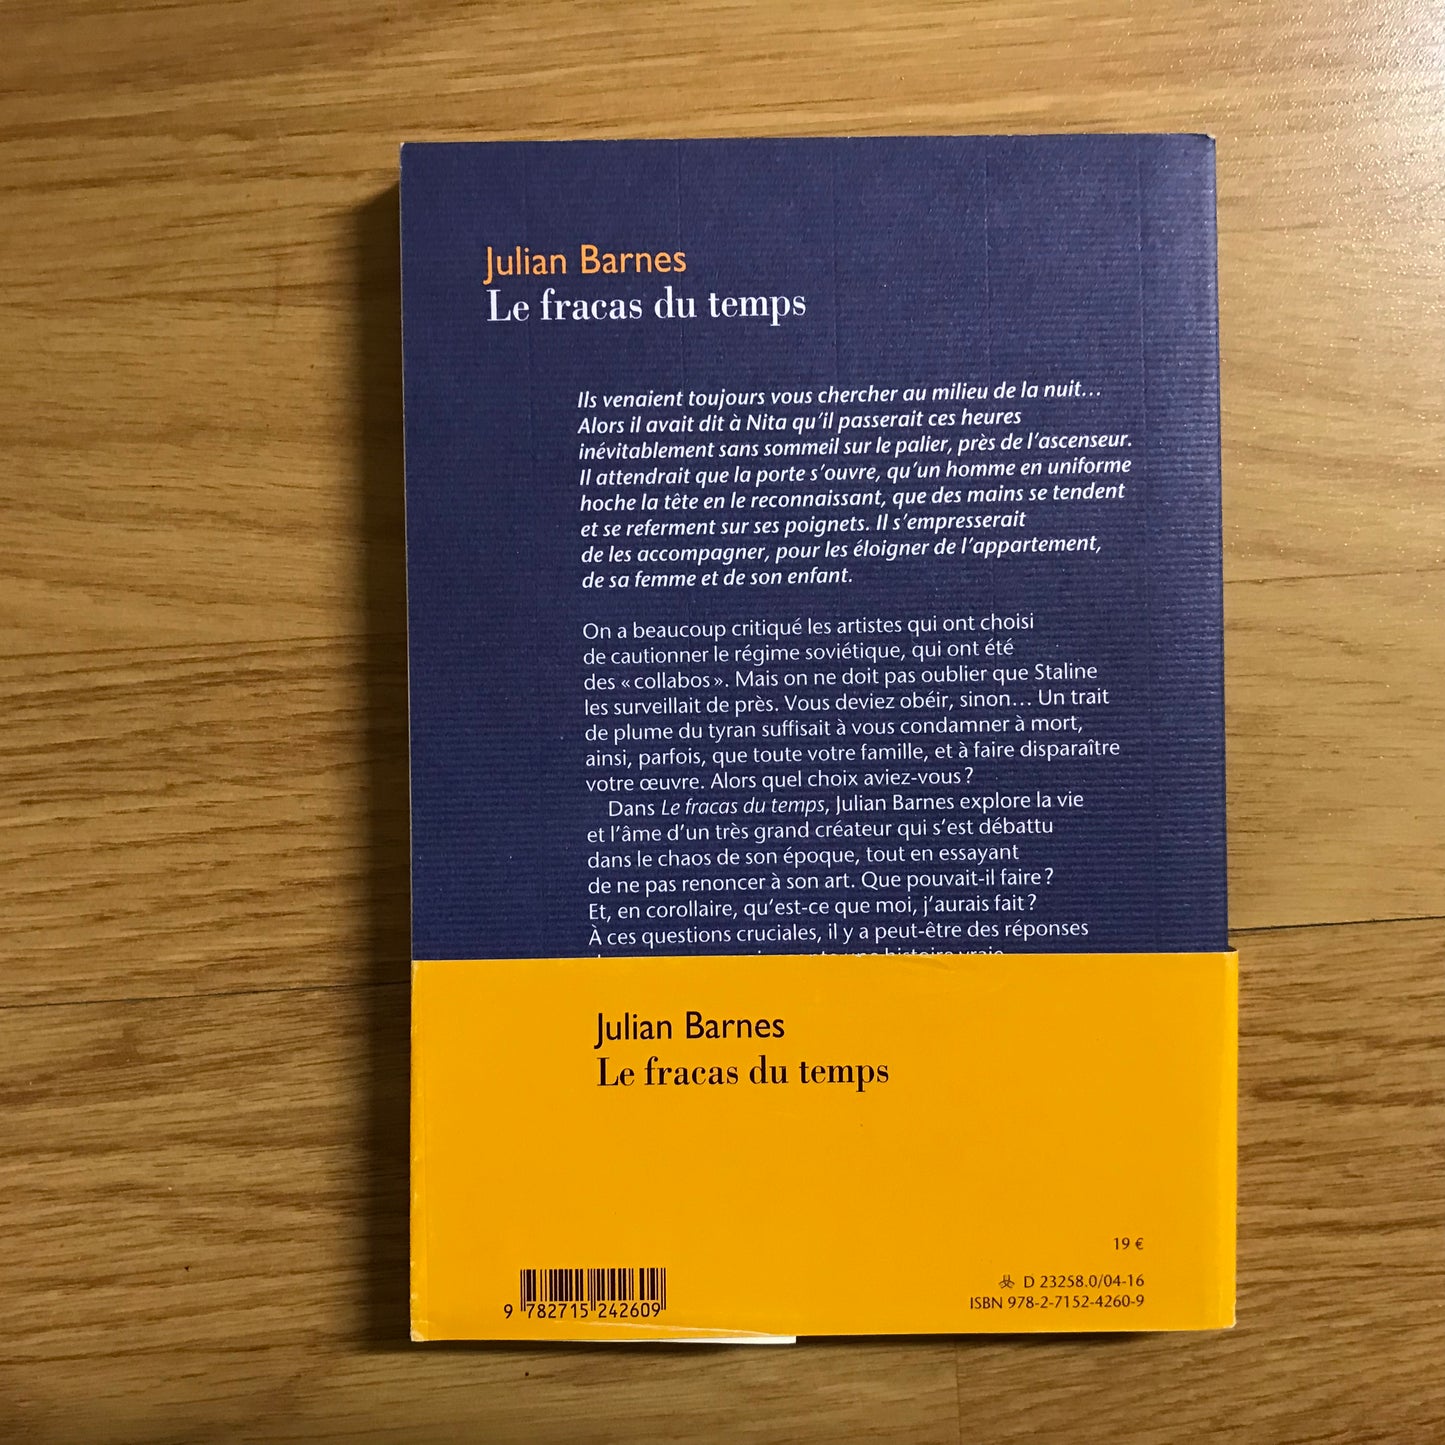 Julian Barnes
Le fracas du temps
Ils venaient toujours vous chercher au milieu de la nuit…
Alors il avait dit à Nita qu'il passerait ces heures
inévitablement sans sommeil sur le palier, près de l'ascenseur.
Il attendrait que la porte s'ouvre, qu'un homme en uniforme
hoche la tête en le reconnaissant, que des mains se tendent
et se referment sur ses poignets. Il s'empresserait
de les accompagner, pour les éloigner de l'appartement,
de sa femme et de son enfant.
On a beaucoup critiqué les artistes qui ont choisi
de cautionner le régime soviétique, qui ont été
des « collabos ». Mais on ne doit pas oublier que Staline
les surveillait de près. Vous deviez obéir, sinon… Un trait
de plume du tyran suffisait à vous condamner à mort,
ainsi, parfois, que toute votre famille, et à faire disparaître
votre œuvre. Alors quel choix aviez-vous ?
Dans Le fracas du temps, Julian Barnes explore la vie
et l'âme d'un très grand créateur qui s'est débattu
dans le chaos de son époque, tout en essayant
de ne pas renoncer à son art. Que pouvait-il faire ?
Et, en corollaire, qu'est-ce que moi, j'aurais fait ?
À ces questions cruciales, il y a peut-être des réponses
une histoire vraie
Julian Barnes
Le fracas du temps
19 €
D 23258.0/04-16
ISBN 978-2-7152-4260-9
9 782715 242609